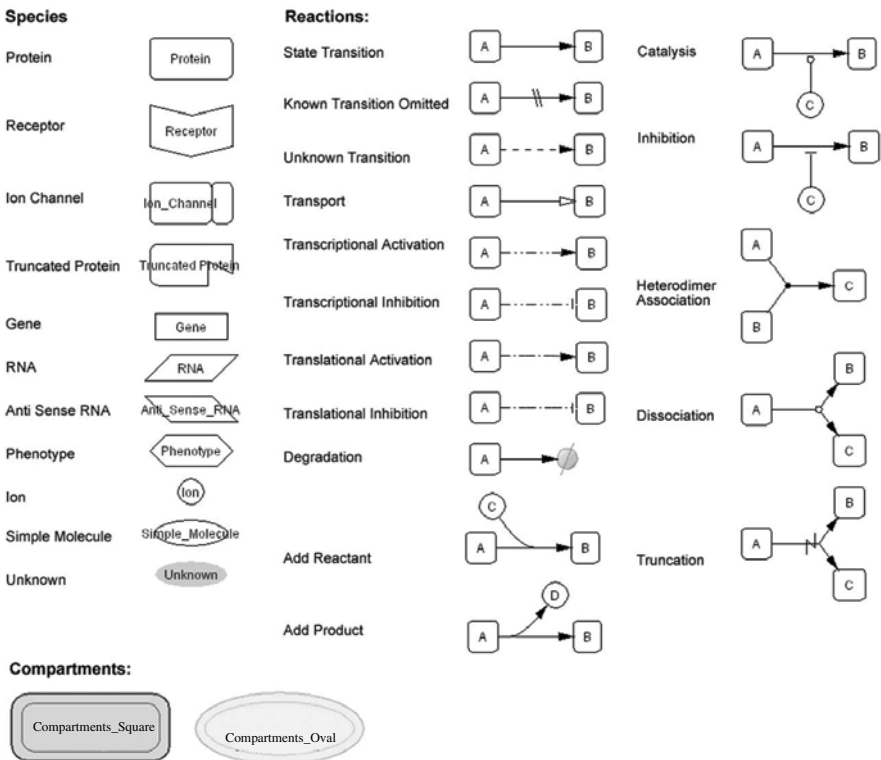 Species
Protein
Protein
Receptor
Receptor
Ion Channel
Ion_Channel
Truncated Protein
Truncated Protein
Gene
Gene
RNA
RNA
Anti Sense RNA
Anti_Sense_RNA
Phenotype
Phenotype
Ion
Ion
Simple Molecule
Simple_Molecule
Unknown
Unknown
Reactions:
State Transition
A B
Known Transition Omitted
A B
Unknown Transition
A B
Transport
A B
Transcriptional Activation
A B
Transcriptional Inhibition
A B
Translational Activation
A B
Translational Inhibition
A B
Degradation
A
Add Reactant
C
A B
Add Product
D
A B
Catalysis
A B
C
Inhibition
A B
C
Heterodimer
Association
A
C
B
Dissociation
B
A
C
Truncation
B
A
C
Compartments:
Compartments_Square
Compartments_Oval